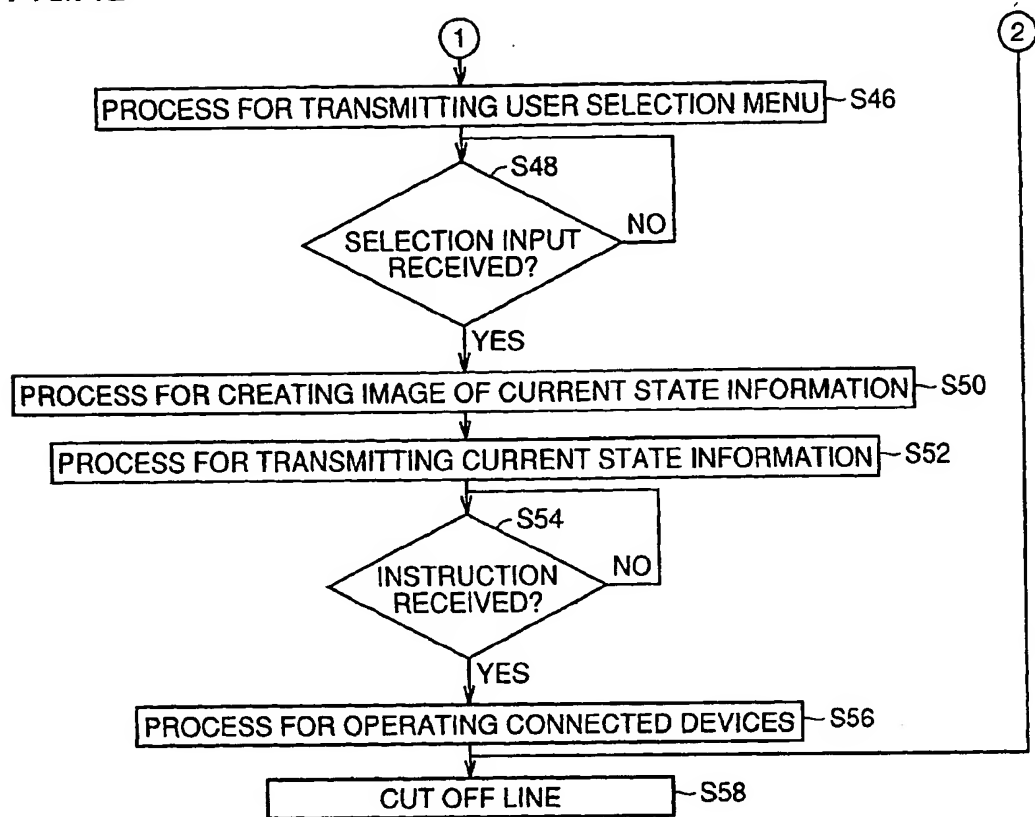 1
2
PROCESS FOR TRANSMITTING USER SELECTION MENU
S46
S48
NO
SELECTION INPUT
RECEIVED?
YES
PROCESS FOR CREATING IMAGE OF CURRENT STATE INFORMATION
S50
PROCESS FOR TRANSMITTING CURRENT STATE INFORMATION
S52
S54
NO
INSTRUCTION
RECEIVED?
YES
PROCESS FOR OPERATING CONNECTED DEVICES
S56
CUT OFF LINE
S58